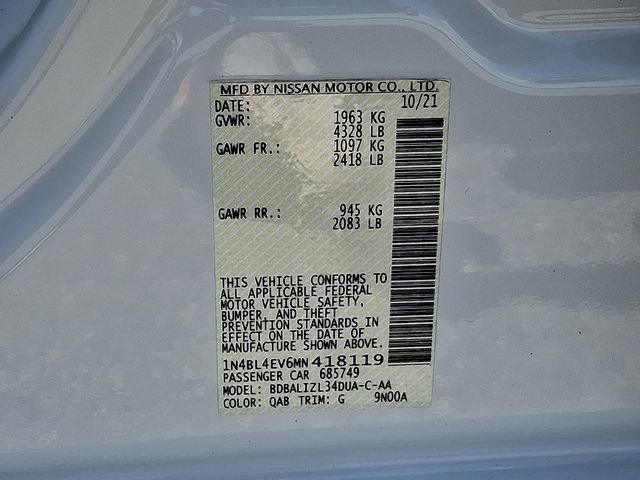 MFD BY NISSAN MOTOR CO., LTD.
DATE: 10/21
GVWR: 1963 KG
4328 LB
GAWR FR.: 1097 KG
2418 LB
GAWR RR.: 945 KG
2083 LB
THIS VEHICLE CONFORMS TO
ALL APPLICABLE FEDERAL
MOTOR VEHICLE SAFETY,
BUMPER, AND THEFT
PREVENTION STANDARDS IN
EFFECT ON THE DATE OF
MANUFACTURE SHOWN ABOVE.
1N4BL4EV6MN418119
PASSENGER CAR 685749
MODEL: BDBALIZL34DUA-C-AA
COLOR: QAB TRIM: G 9N00A